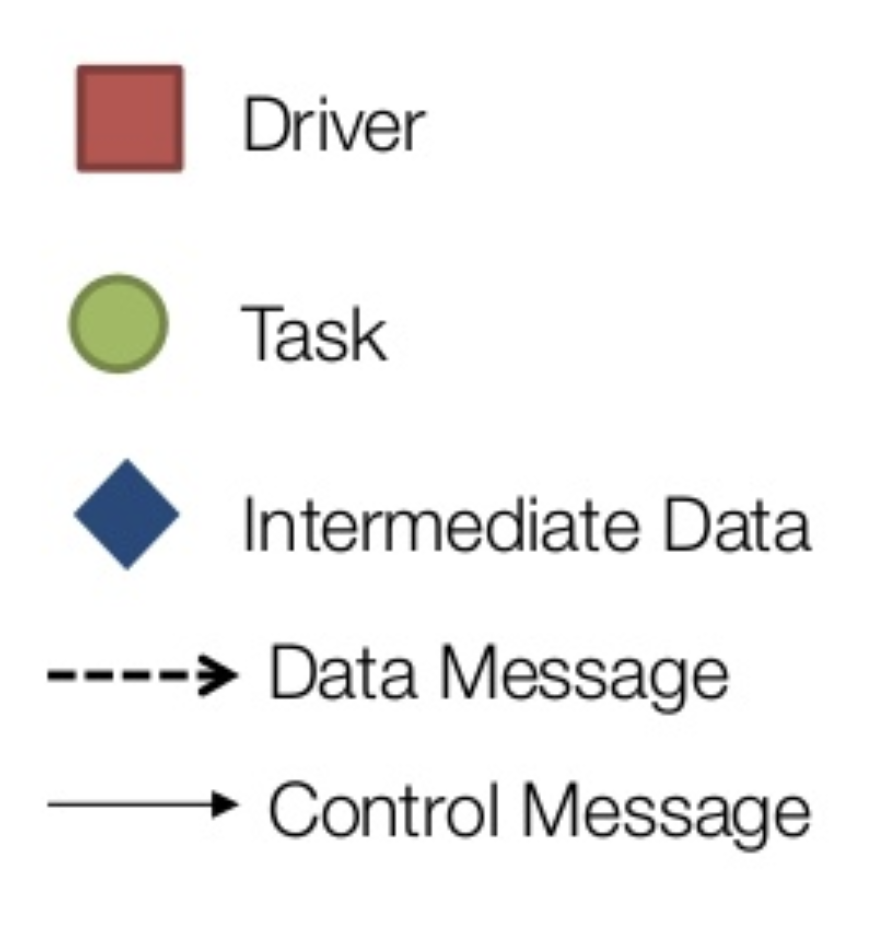 Driver
Task
Intermediate Data
Data Message
Control Message